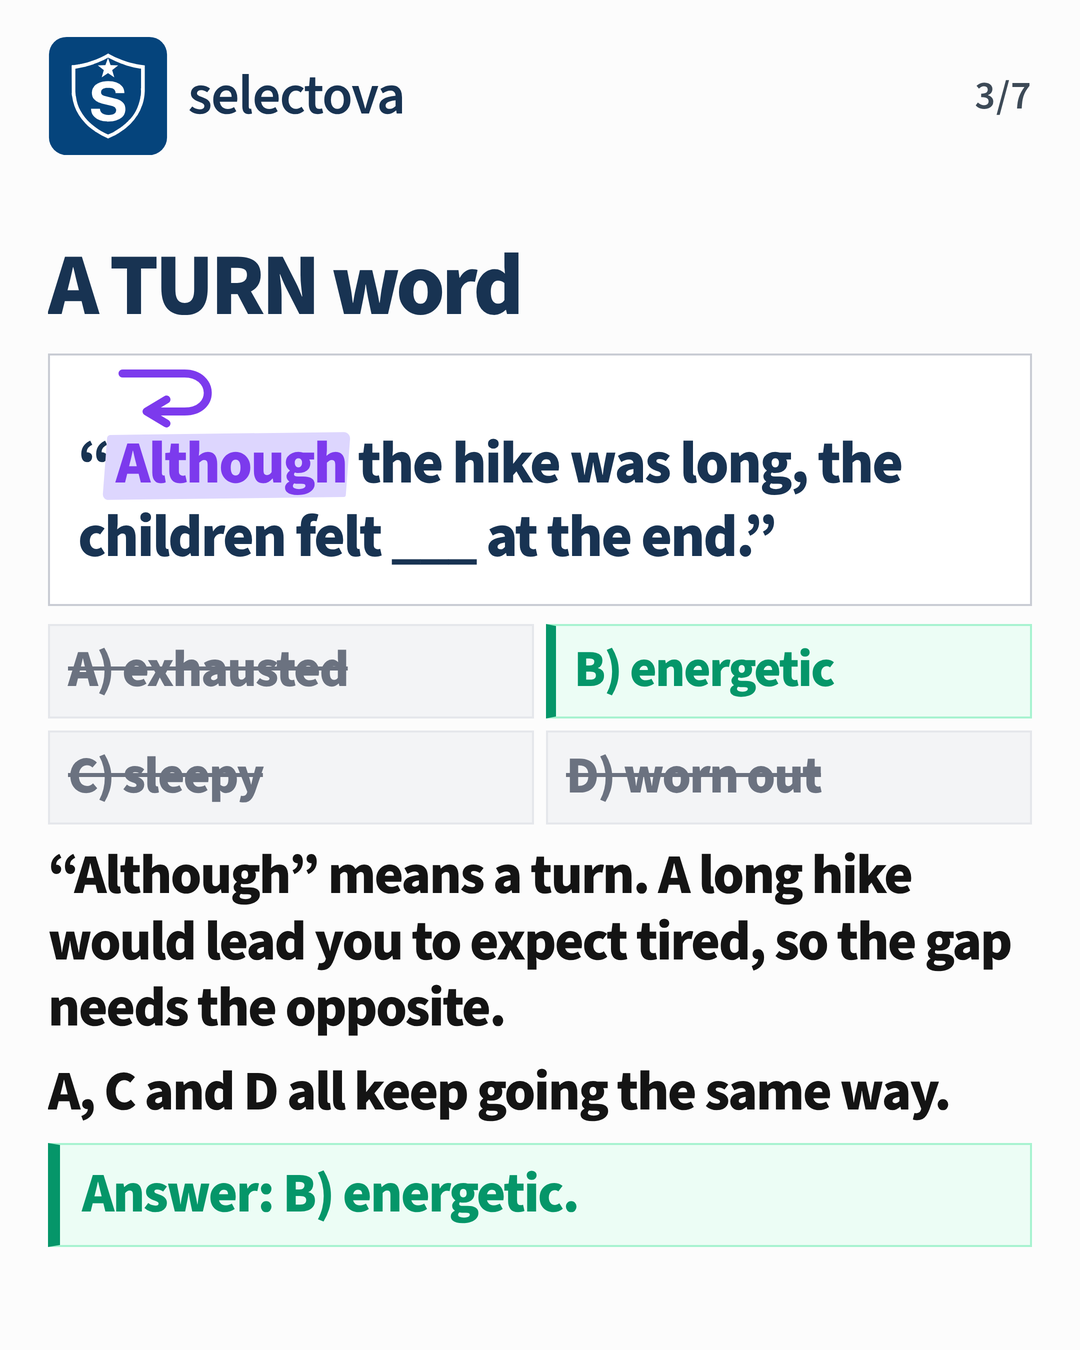 S
selectova
3/7
A TURN word
“Although the hike was long, the
children felt ___ at the end.”
A) exhausted
B) energetic
C) sleepy
D) worn out
“Although” means a turn. A long hike
would lead you to expect tired, so the gap
needs the opposite.
A, C and D all keep going the same way.
Answer: B) energetic.